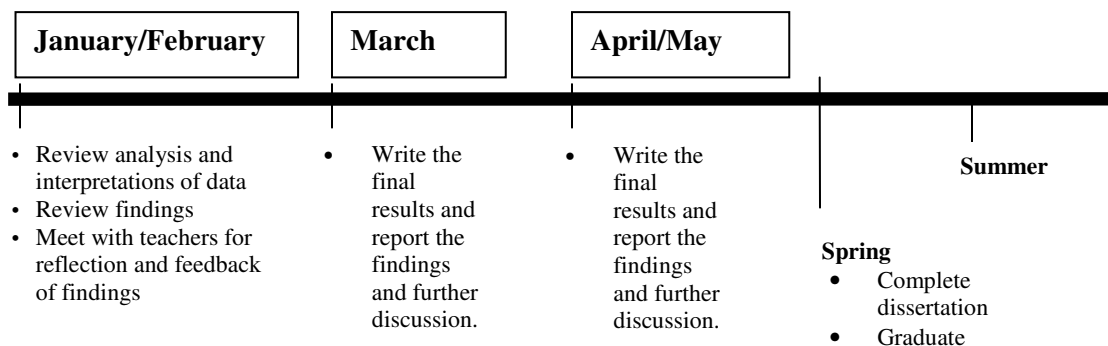 January/February
March
April/May
• Review analysis and
interpretations of data
• Review findings
• Meet with teachers for
reflection and feedback
of findings
• Write the
final
results and
report the
findings
and further
discussion.
• Write the
final
results and
report the
findings
and further
discussion.
Summer
Spring
• Complete
dissertation
• Graduate